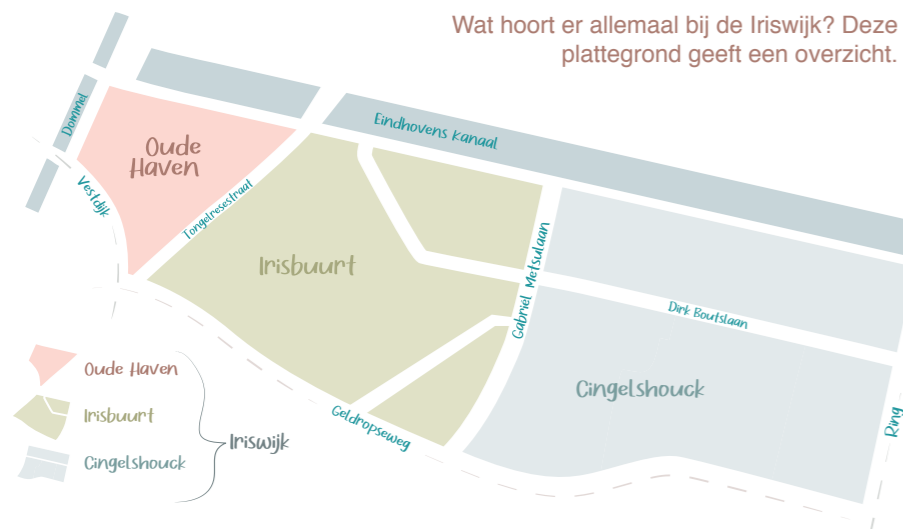 Wat hoort er allemaal bij de Iriswijk? Deze
plattegrond geeft een overzicht.
Dommel
Eindhovens Kanaal
Oude
Haven
Vestdijk
Tongelresestraat
Irisbuurt
Gabriël Metsulaan
Dirk Boutslaan
Cingelshouck
Ring
Geldropseweg
Oude Haven
Irisbuurt
Cingelshouck
Iriswijk